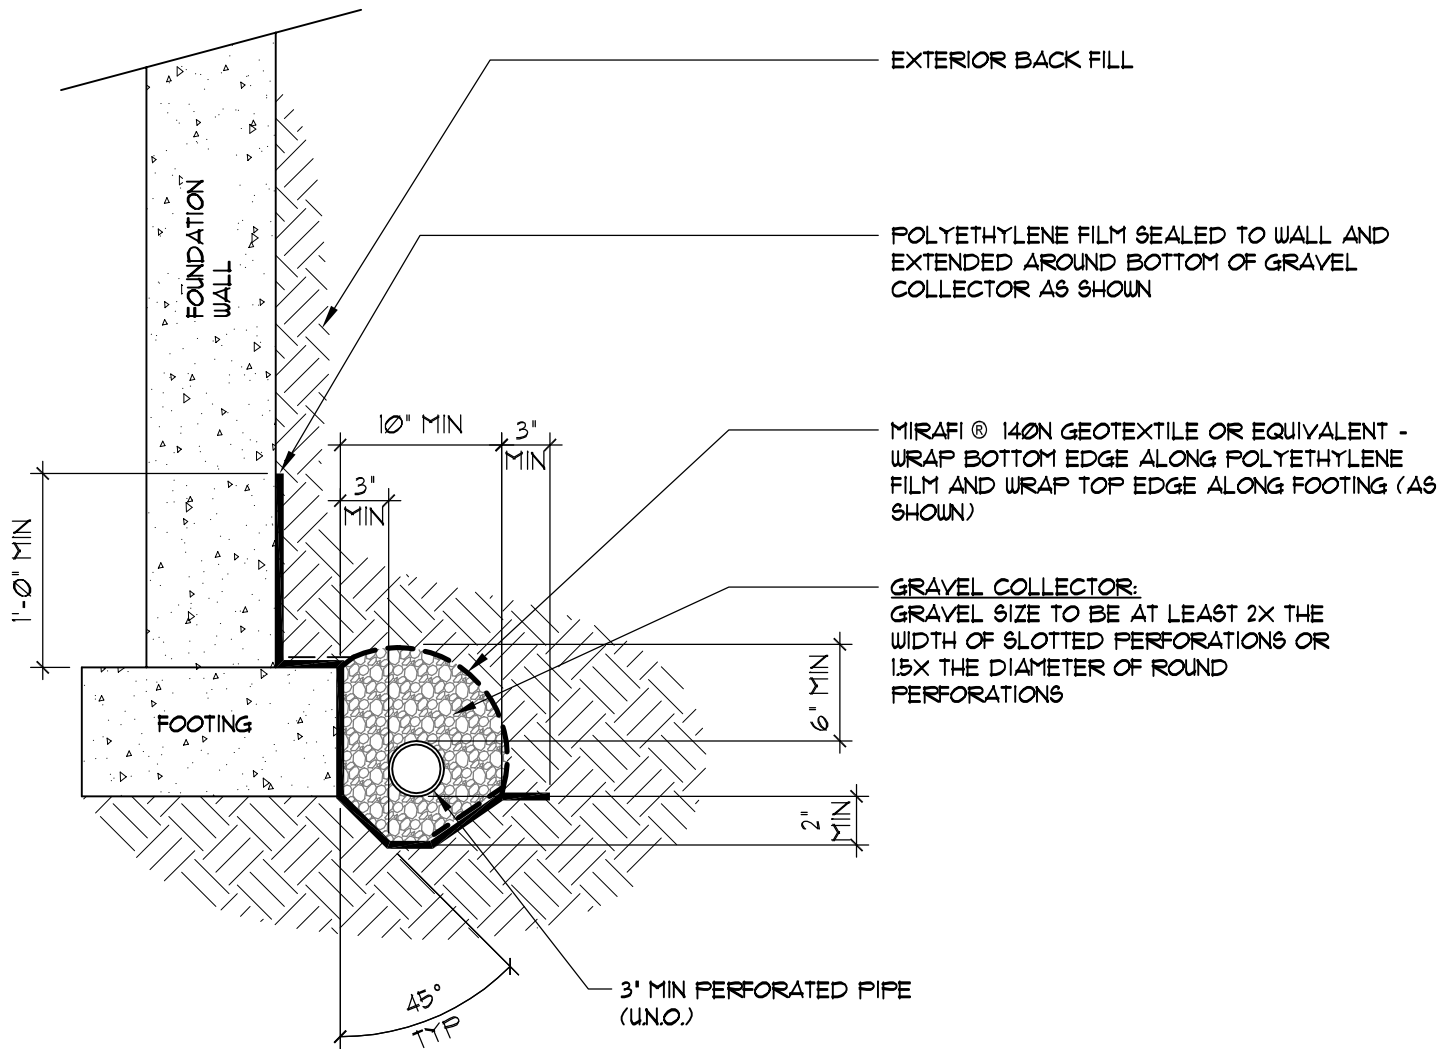 EXTERIOR BACK FILL
POLYETHYLENE FILM SEALED TO WALL AND
EXTENDED AROUND BOTTOM OF GRAVEL
COLLECTOR AS SHOWN
FOUNDATION
WALL
10" MIN
3"
MIN
3"
MIN
MIRAFI ® 140N GEOTEXTILE OR EQUIVALENT -
WRAP BOTTOM EDGE ALONG POLYETHYLENE
FILM AND WRAP TOP EDGE ALONG FOOTING (AS
SHOWN)
1'-0" MIN
GRAVEL COLLECTOR:
GRAVEL SIZE TO BE AT LEAST 2X THE
WIDTH OF SLOTTED PERFORATIONS OR
1.5X THE DIAMETER OF ROUND
PERFORATIONS
6" MIN
FOOTING
2"
MIN
45°
TYP
3" MIN PERFORATED PIPE
(U.N.O.)